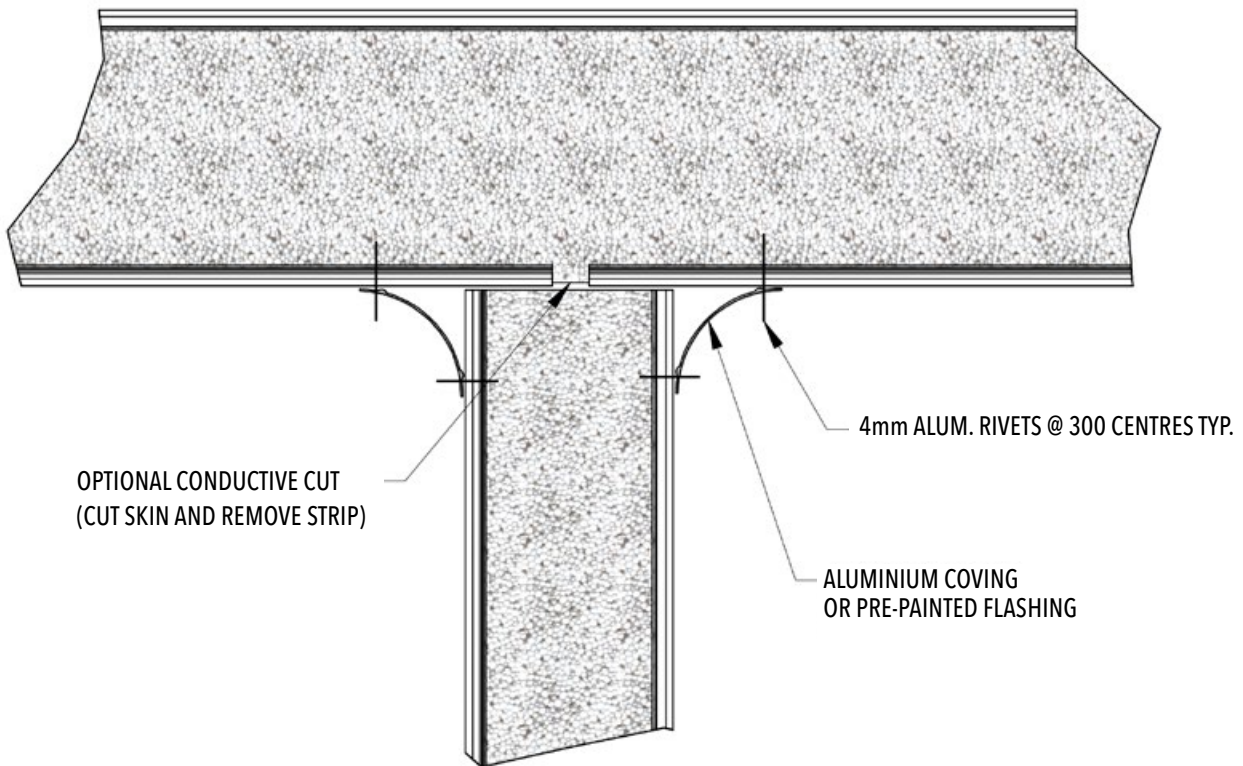 4mm ALUM. RIVETS @ 300 CENTRES TYP.
OPTIONAL CONDUCTIVE CUT
(CUT SKIN AND REMOVE STRIP)
ALUMINIUM COVING
OR PRE-PAINTED FLASHING